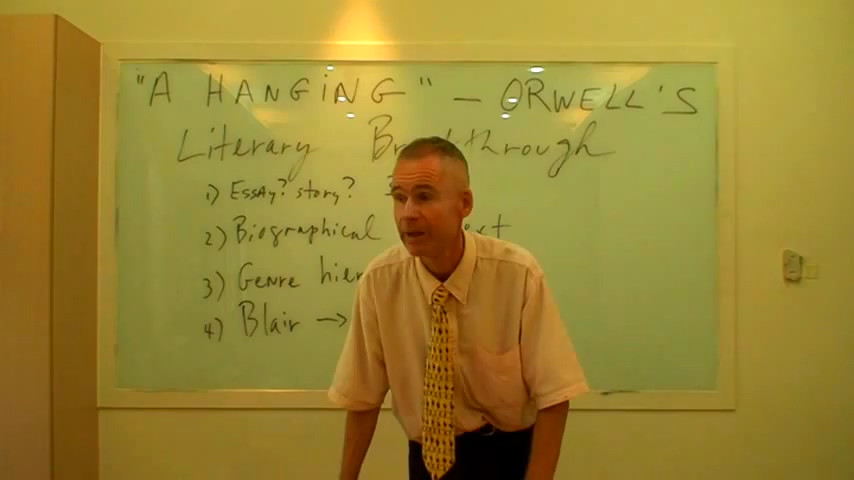 "A HANGING" - ORWELL'S
Literary
1) Essay? story?
2) Biographical
3) Genre
4) Blair →